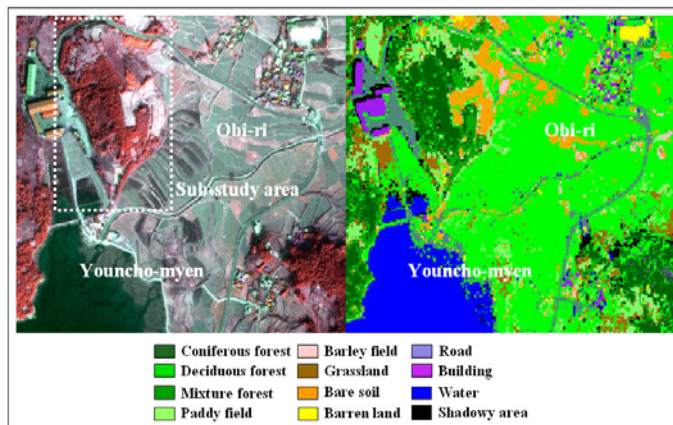 Obi-ri
Sub-study area
Youncho-myen
Obi-ri
Youncho-myen
Coniferous forest
Barley field
Road
Deciduous forest
Grassland
Building
Mixture forest
Bare soil
Water
Paddy field
Barren land
Shadowy area